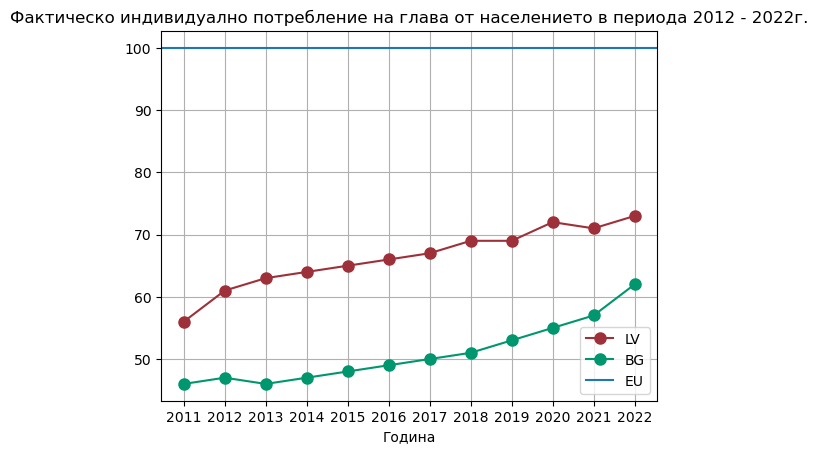 Фактическо индивидуално потребление на глава от населението в периода 2012 - 2022г.
100
90
80
70
60
50
LV
BG
EU
2011 2012 2013 2014 2015 2016 2017 2018 2019 2020 2021 2022
Година